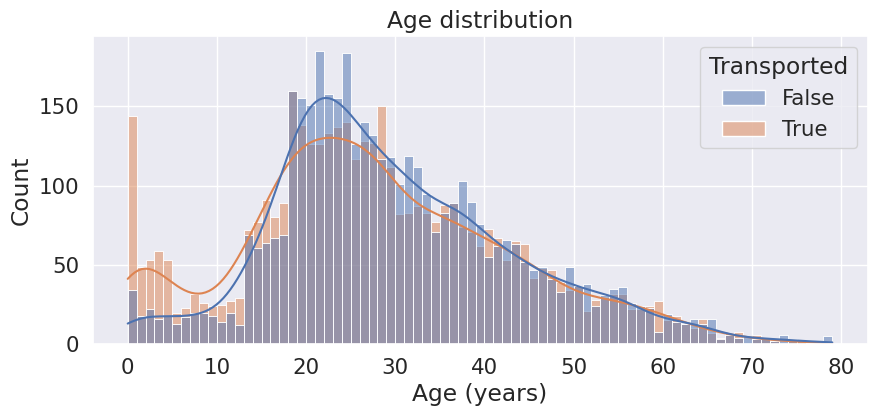 Age distribution
Transported
False
True
Count
150
100
50
0
0 10 20 30 40 50 60 70 80
Age (years)